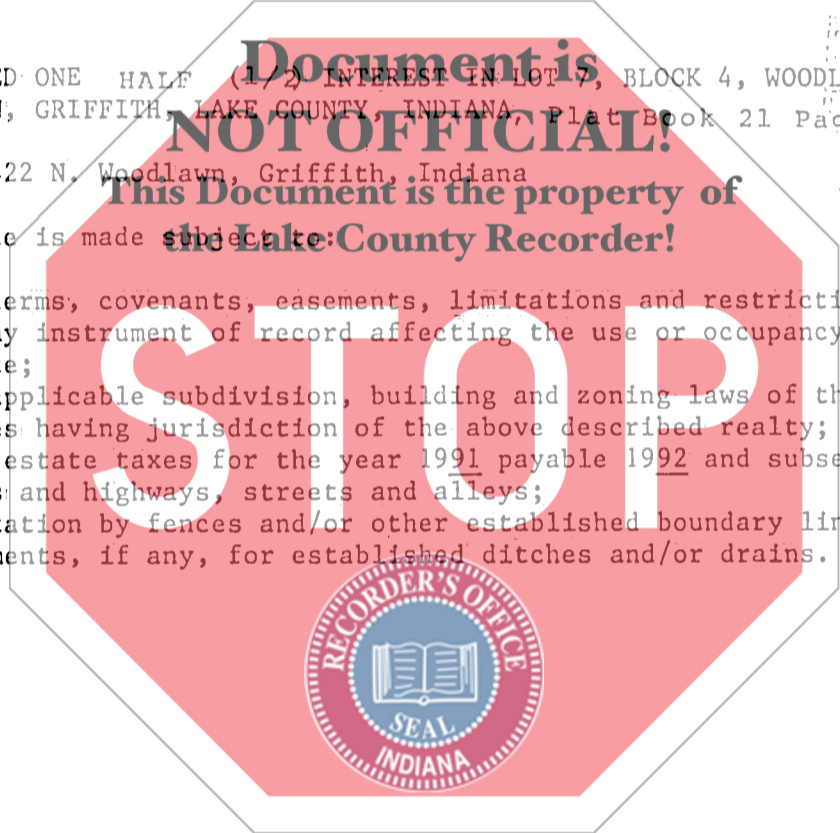 Document is
D ONE HALF (1/2) INTEREST IN LOT 7, BLOCK 4, WOODL
, GRIFFITH, LAKE COUNTY, INDIANA, Plat Book 21 Pa
NOT OFFICIAL!
22 N. Woodlawn, Griffith, Indiana
This Document is the property of
e is made subject to:
the Lake County Recorder!
erms, covenants, easements, limitations and restricti
y instrument of record affecting the use or occupancy
e;
pplicable subdivision, building and zoning laws of th
s having jurisdiction of the above described realty;
estate taxes for the year 1991 payable 1992 and subse
s and highways, streets and alleys;
ation by fences and/or other established boundary lin
ents, if any, for established ditches and/or drains.
STOP
RECORDER'S OFFICE
SEAL
INDIANA